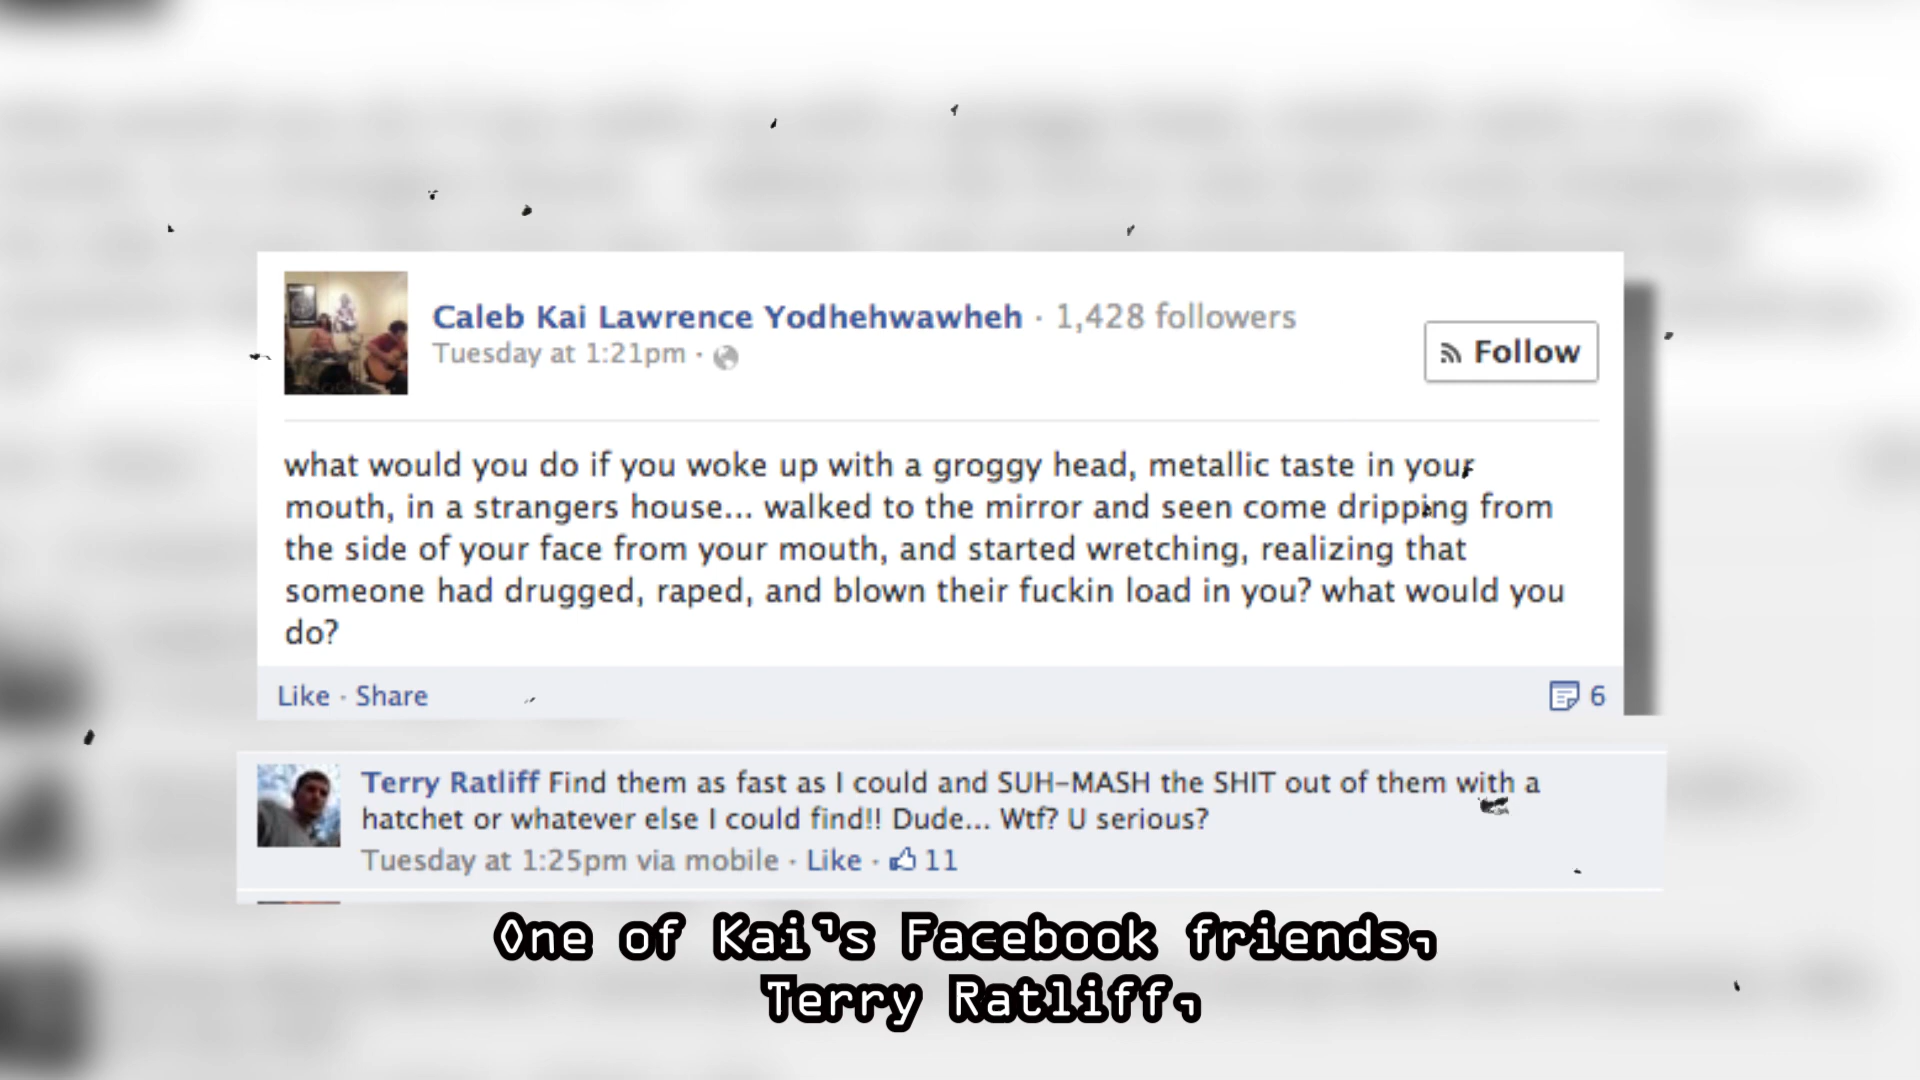 Caleb Kai Lawrence Yodhehwawheh · 1,428 followers
Tuesday at 1:21pm ·
Follow
what would you do if you woke up with a groggy head, metallic taste in your
mouth, in a strangers house... walked to the mirror and seen come dripping from
the side of your face from your mouth, and started wretching, realizing that
someone had drugged, raped, and blown their fuckin load in you? what would you
do?
Like · Share
6
Terry Ratliff Find them as fast as I could and SUH-MASH the SHIT out of them with a
hatchet or whatever else I could find!! Dude... Wtf? U serious?
Tuesday at 1:25pm via mobile · Like · 11
One of Kai's Facebook friends,
Terry Ratliff,